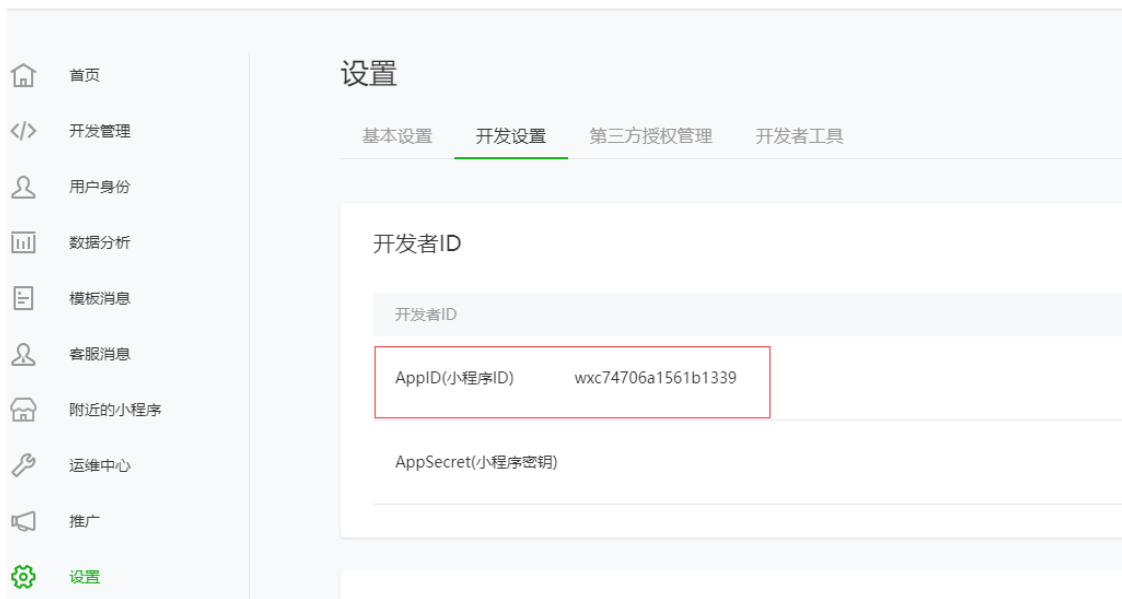 首页
开发管理
用户身份
数据分析
模板消息
客服消息
附近的小程序
运维中心
推广
设置
设置
基本设置 开发设置 第三方授权管理 开发者工具
开发者ID
开发者ID
AppID(小程序ID) wxc74706a1561b1339
AppSecret(小程序密钥)